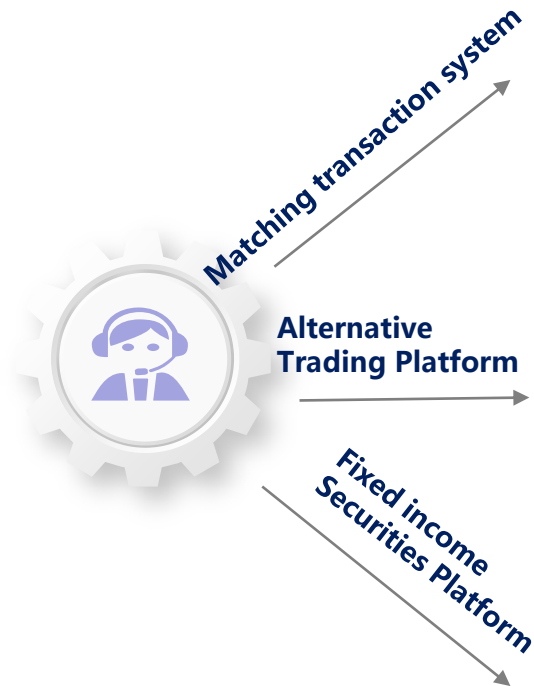 Matching transaction system
Alternative
Trading Platform
Fixed income
Securities Platform